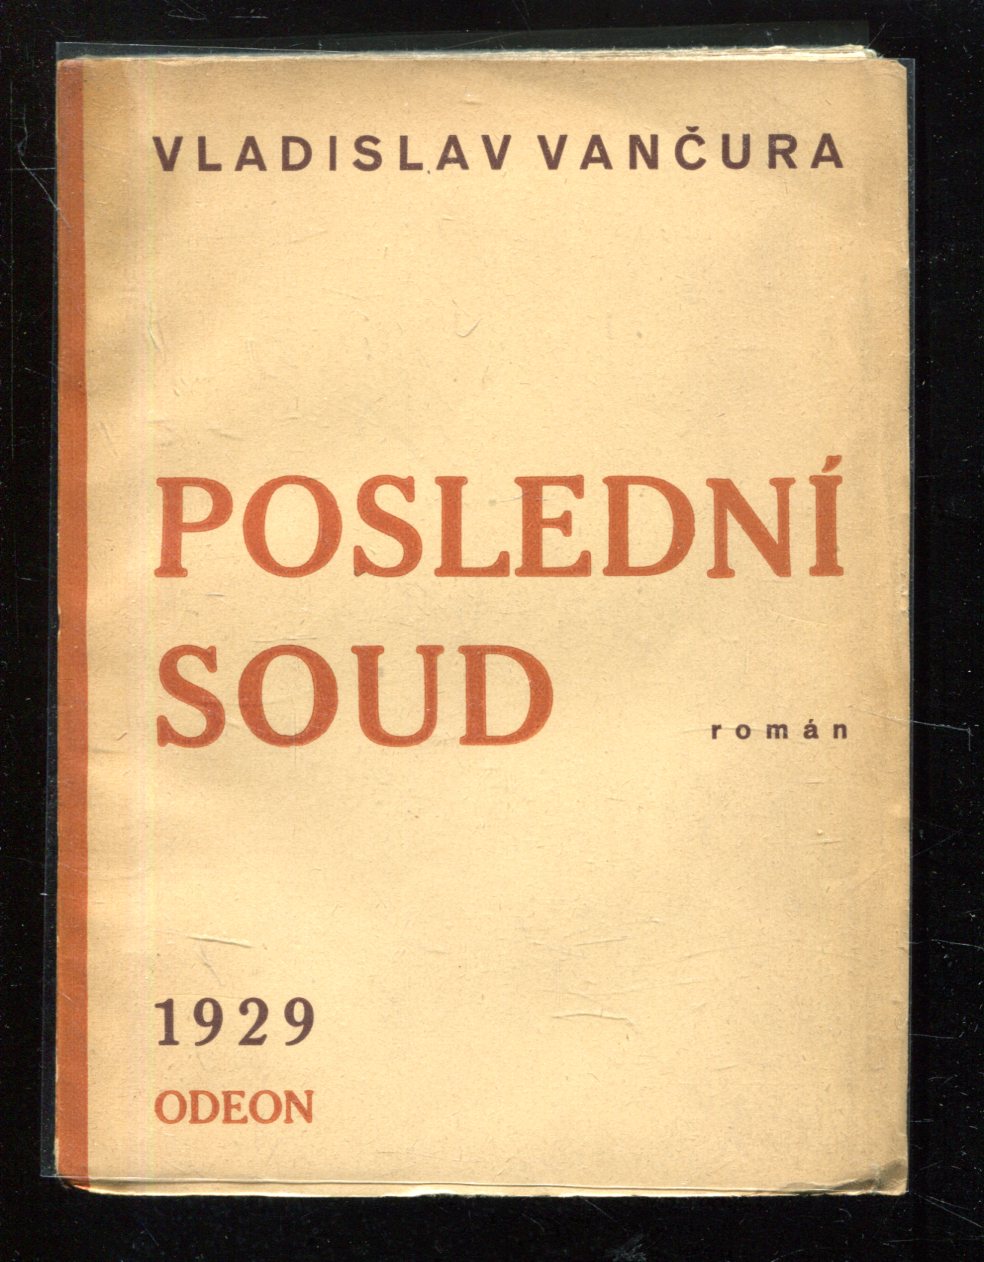 VLADISLAV VANČURA
POSLEDNÍ
SOUD
román
1929
ODEON